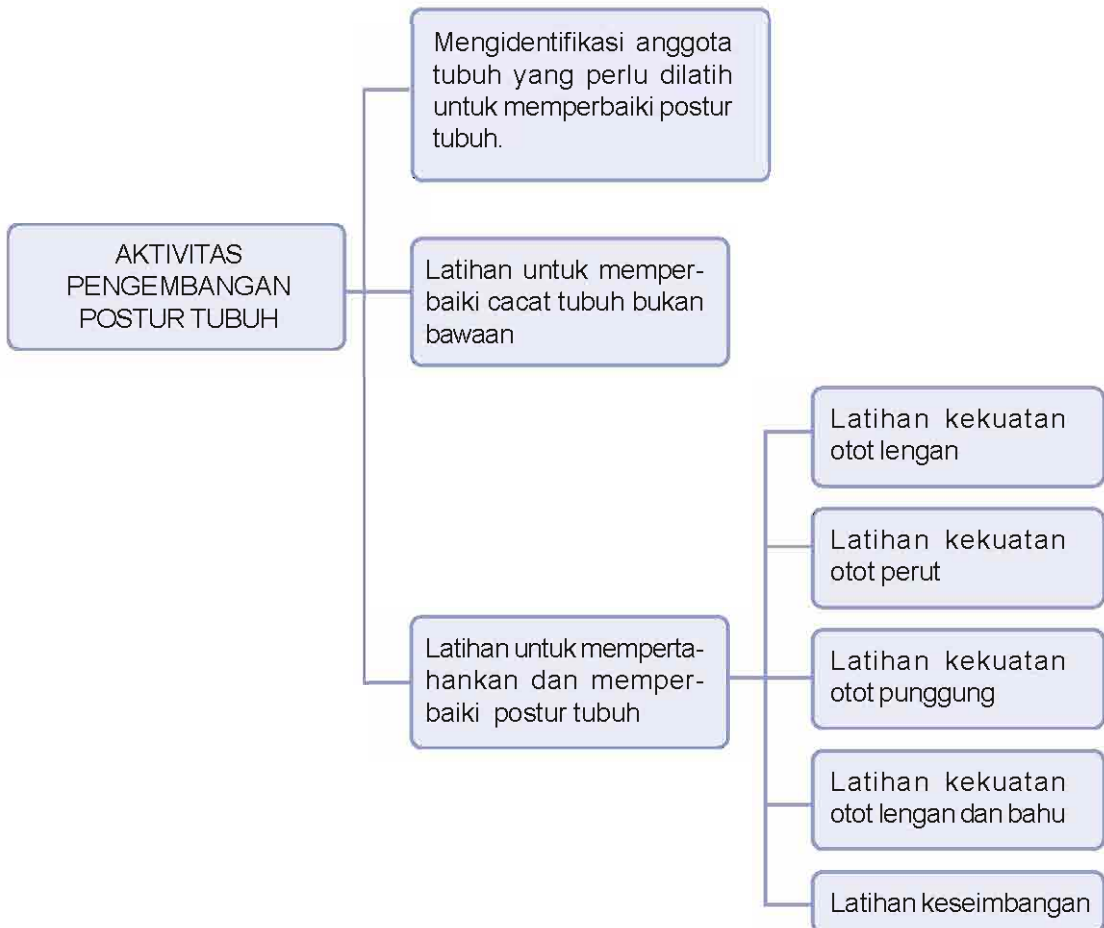 Mengidentifikasi anggota
tubuh yang perlu dilatih
untuk memperbaiki postur
tubuh.
AKTIVITAS
PENGEMBANGAN
POSTUR TUBUH
Latihan untuk memper-
baiki cacat tubuh bukan
bawaan
Latihan untuk memperta-
hankan dan memper-
baiki postur tubuh
Latihan kekuatan
otot lengan
Latihan kekuatan
otot perut
Latihan kekuatan
otot punggung
Latihan kekuatan
otot lengan dan bahu
Latihan keseimbangan